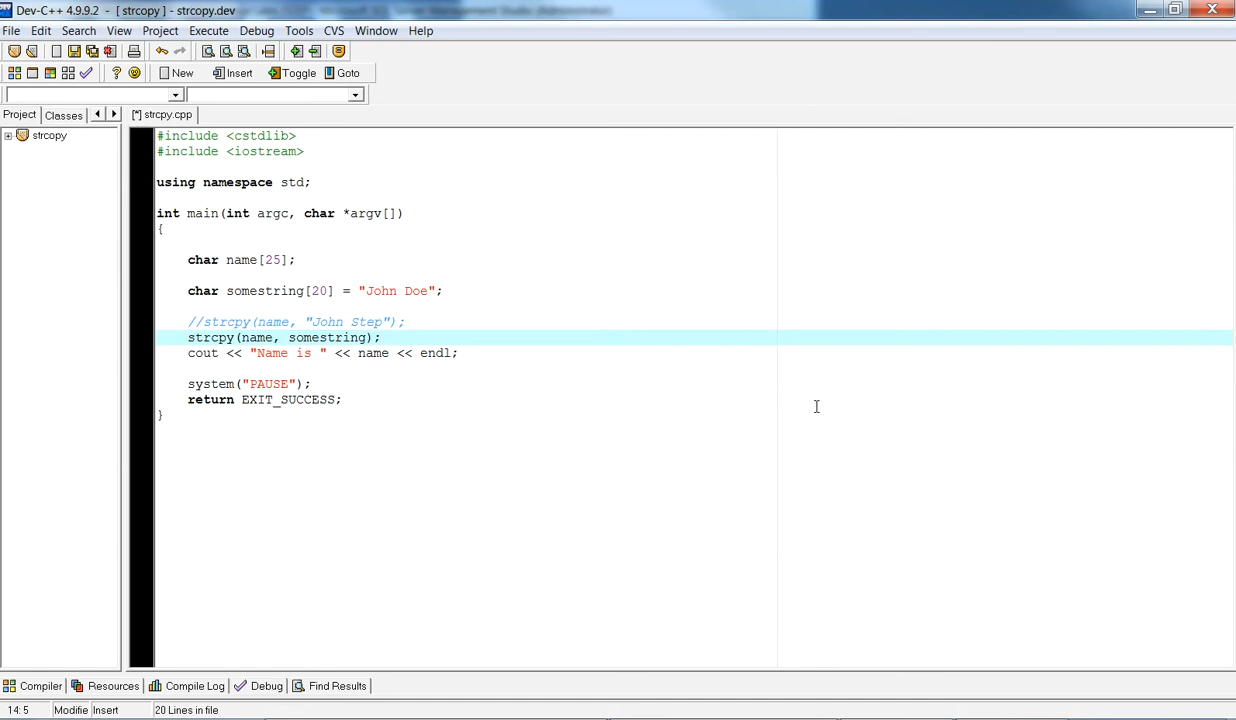 Dev-C++ 4.9.9.2 - [ strcopy ] - strcopy.dev
File Edit Search View Project Execute Debug Tools CVS Window Help
New Insert Toggle Goto
Project Classes [*] strcpy.cpp
strcopy
#include <cstdlib>
#include <iostream>
using namespace std;
int main(int argc, char *argv[])
{
char name[25];
char somestring[20] = "John Doe";
//strcpy(name, "John Step");
strcpy(name, somestring);
cout << "Name is " << name << endl;
system("PAUSE");
return EXIT_SUCCESS;
}
Compiler Resources Compile Log Debug Find Results
14:5 Modifie Insert 20 Lines in file